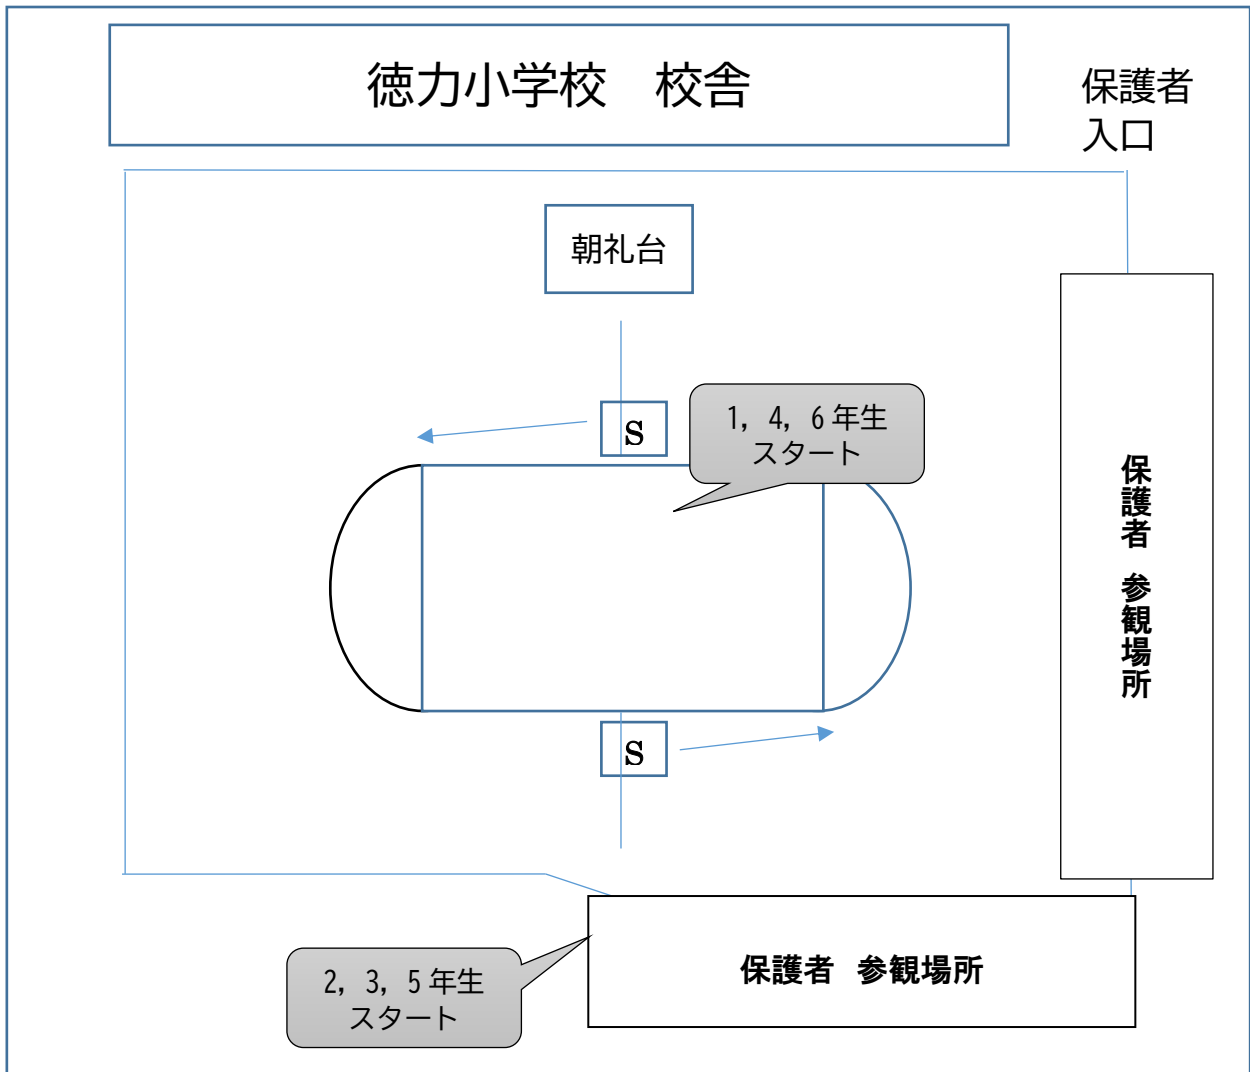 徳力小学校　校舎
保護者
入口
朝礼台
S
1, 4, 6年生
スタート
保護者　参観場所
S
2, 3, 5年生
スタート
保護者　参観場所